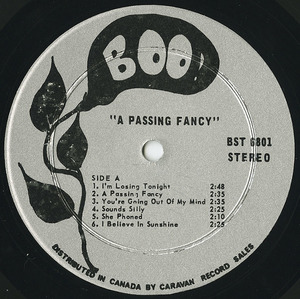 BOO!
"A PASSING FANCY"
BST 6801
STEREO
SIDE A
1. I'm Losing Tonight 2:48
2. A Passing Fancy 2:35
3. You're Going Out Of My Mind 2:35
4. Sounds Silly 2:35
5. She Phoned 2:20
6. I Believe In Sunshine 2:25
DISTRIBUTED IN CANADA BY CARAVAN RECORD SALES